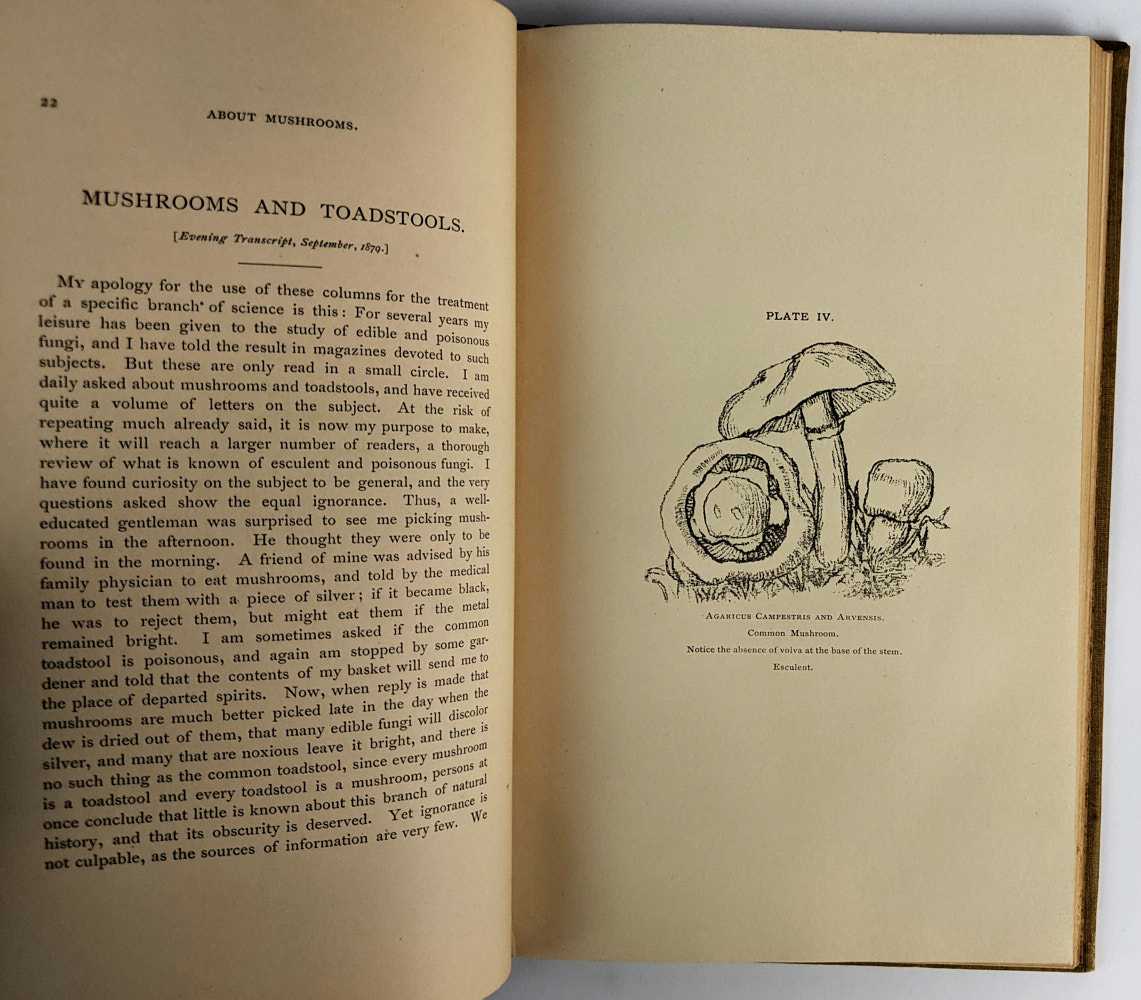 22
ABOUT MUSHROOMS.
MUSHROOMS AND TOADSTOOLS.
[Evening Transcript, September, 1879.]
My apology for the use of these columns for the treatment
of a specific branch of science is this: For several years my
leisure has been given to the study of edible and poisonous
fungi, and I have told the result in magazines devoted to such
subjects. But these are only read in a small circle. I am
daily asked about mushrooms and toadstools, and have received
quite a volume of letters on the subject. At the risk of
repeating much already said, it is now my purpose to make,
where it will reach a larger number of readers, a thorough
review of what is known of esculent and poisonous fungi. I
have found curiosity on the subject to be general, and the very
questions asked show the equal ignorance. Thus, a well-
educated gentleman was surprised to see me picking mush-
rooms in the afternoon. He thought they were only to be
found in the morning. A friend of mine was advised by his
family physician to eat mushrooms, and told by the medical
man to test them with a piece of silver; if it became black,
he was to reject them, but might eat them if the metal
remained bright. I am sometimes asked if the common
toadstool is poisonous, and again am stopped by some gar-
dener and told that the contents of my basket will send me to
the place of departed spirits. Now, when reply is made that
mushrooms are much better picked late in the day when the
dew is dried out of them, that many edible fungi will discolor
silver, and many that are noxious leave it bright, and there is
no such thing as the common toadstool, since every mushroom
is a toadstool and every toadstool is a mushroom, persons at
once conclude that little is known about this branch of natural
history, and that its obscurity is deserved. Yet ignorance is
not culpable, as the sources of information are very few. We
PLATE IV.
AGARICUS CAMPESTRIS AND ARVENSIS.
Common Mushroom.
Notice the absence of volva at the base of the stem.
Esculent.